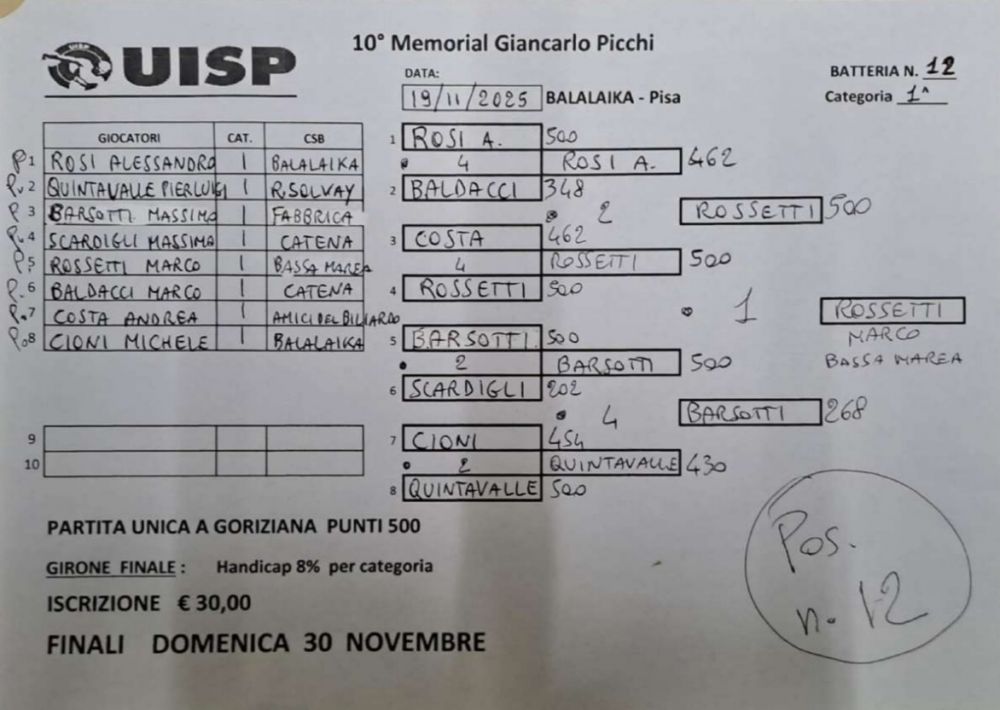 UISP
10° Memorial Giancarlo Picchi
DATA:
19/11/2025 BALALAIKA - Pisa
BATTERIA N. 12
Categoria 1^
GIOCATORI CAT. CSB
P1 ROSI ALESSANDRO 1 BALALAIKA
2 QUINTAVALLE PIERLUIGI 1 R.SOLVAY
P 3 BARSOTTI MASSIMO 1 FABBRICA
4 SCARDIGLI MASSIMO 1 CATENA
P5 ROSSETTI MARCO 1 BASSA MAREA
P.6 BALDACCI MARCO 1 CATENA
P.7 COSTA ANDREA 1 AMICI DEL BILIARDO
8 CIONI MICHELE 1 BALALAIKA
9
10
1 ROSI A. 500
4 ROSI A. 462
2 BALDACCI 348
2 ROSSETTI 500
3 COSTA 462
4 ROSSETTI 500
4 ROSSETTI 500
1 ROSSETTI
MARCO
BASSA MAREA
5 BARSOTTI 500
2 BARSOTTI 500
6 SCARDIGLI 202
4 BARSOTTI 268
7 CIONI 454
2 QUINTAVALLE 430
8 QUINTAVALLE 500
PARTITA UNICA A GORIZIANA PUNTI 500
GIRONE FINALE : Handicap 8% per categoria
ISCRIZIONE € 30,00
FINALI DOMENICA 30 NOVEMBRE
Pos.
n. 12